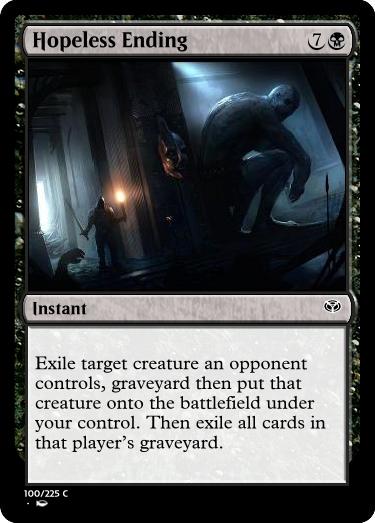 Hopeless Ending 7
Instant
Exile target creature an opponent
controls, graveyard then put that
creature onto the battlefield under
your control. Then exile all cards in
that player's graveyard.
100/225 C